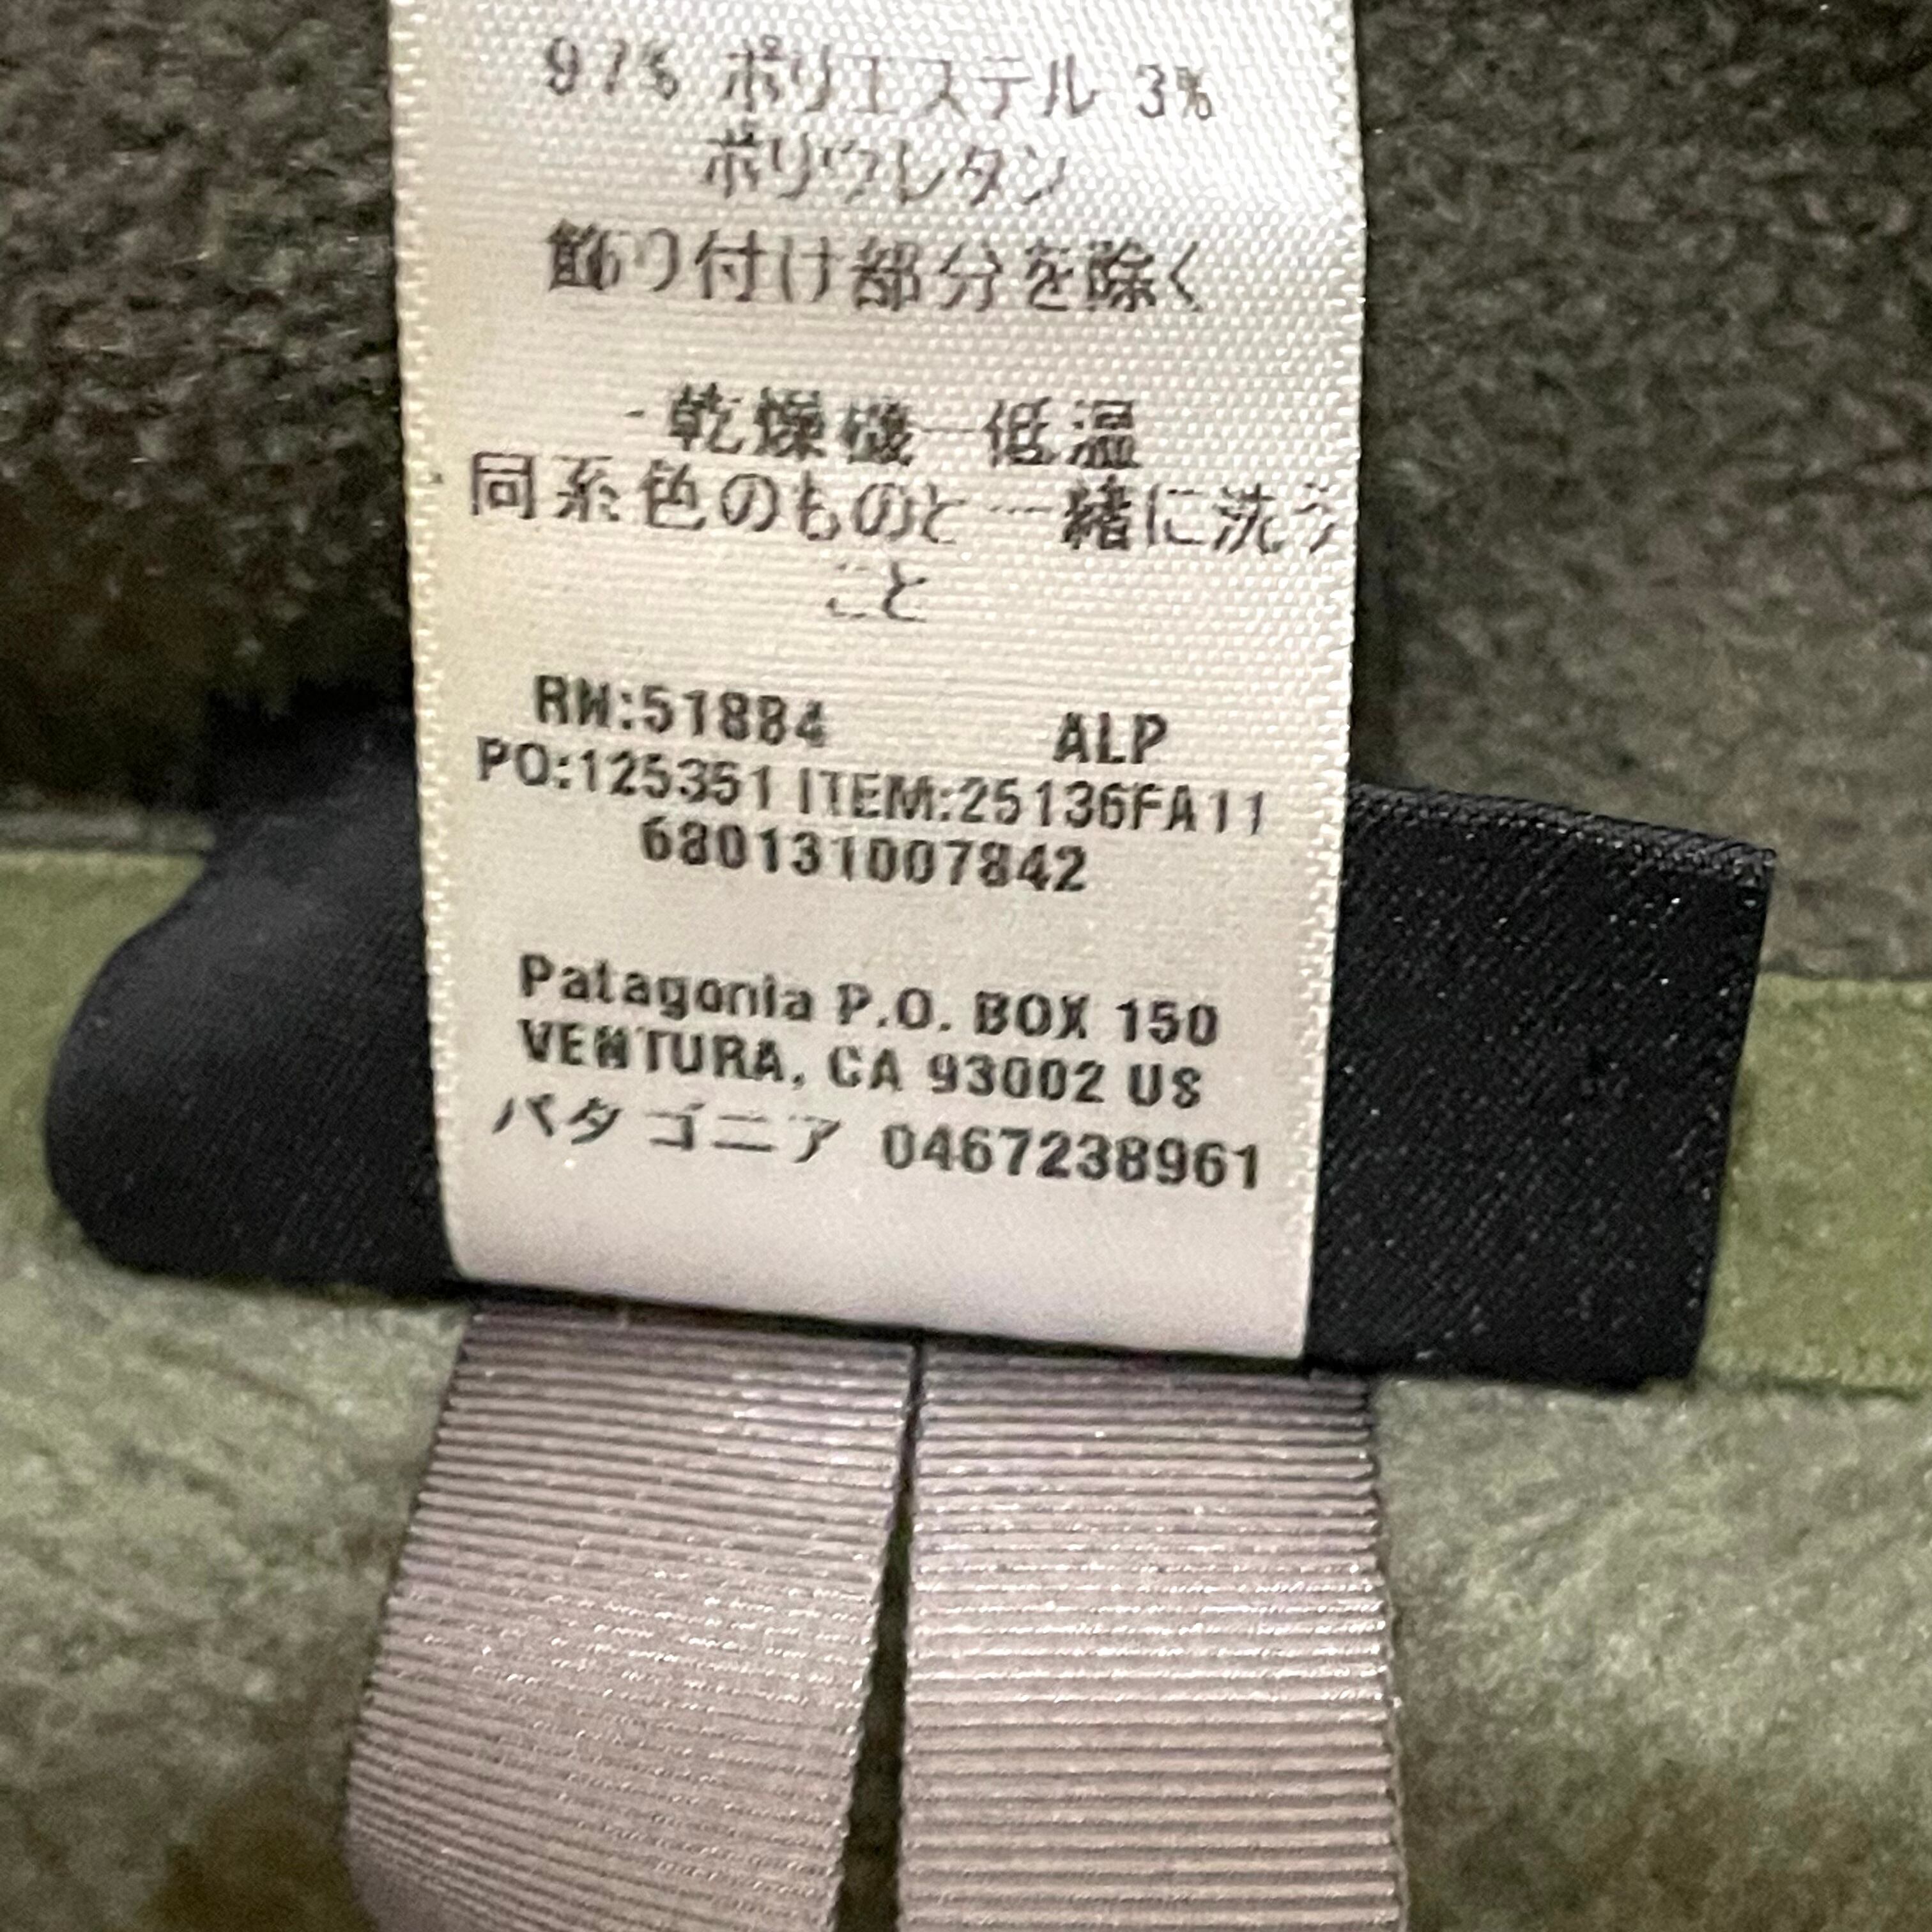 97% ポリエステル 3%
ポリウレタン
飾り付け部分を除く
-乾燥機ー低温
同系色のものと一緒に洗う
こと
RN:51884 ALP
PO:125351 ITEM:25136FA11
680131007842
Patagonia P.O. BOX 150
VENTURA, CA 93002 US
パタゴニア 0467238961